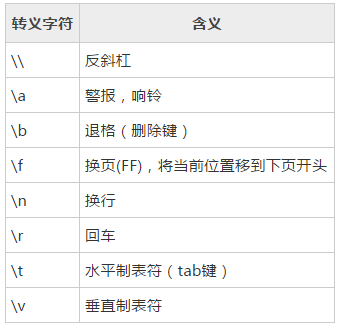 转义字符 含义
\\ 反斜杠
\a 警报，响铃
\b 退格（删除键）
\f 换页(FF)，将当前位置移到下页开头
\n 换行
\r 回车
\t 水平制表符（tab键）
\v 垂直制表符